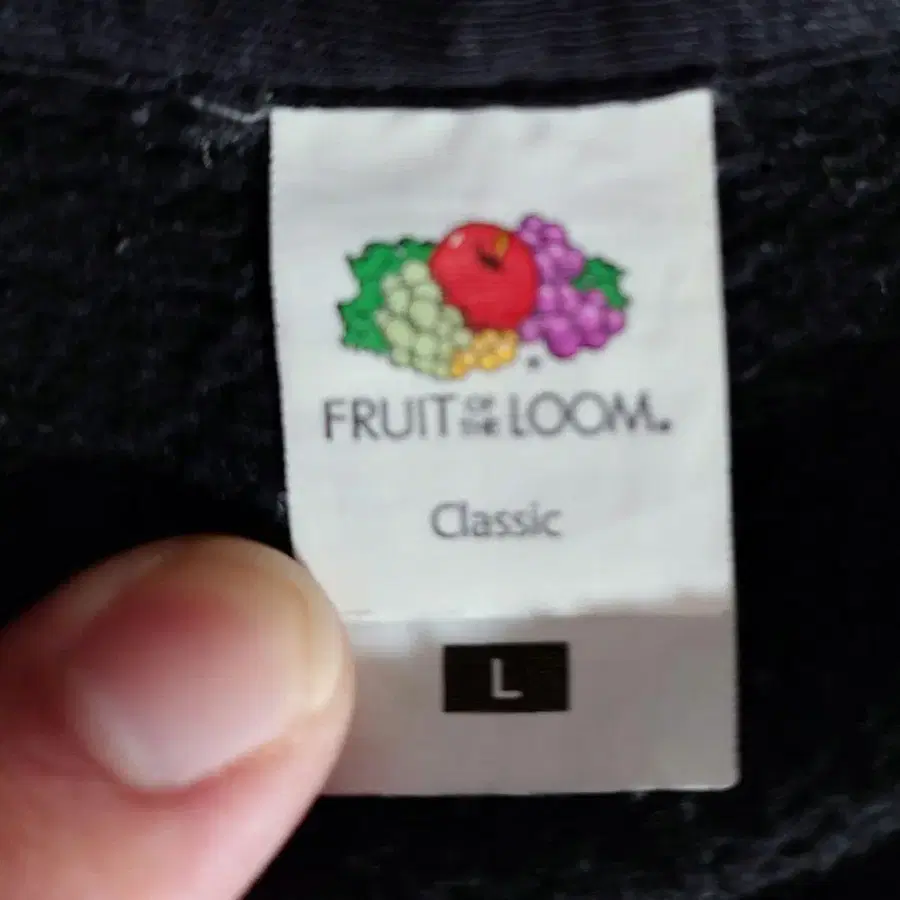 FRUIT OF THE LOOM.
Classic
L